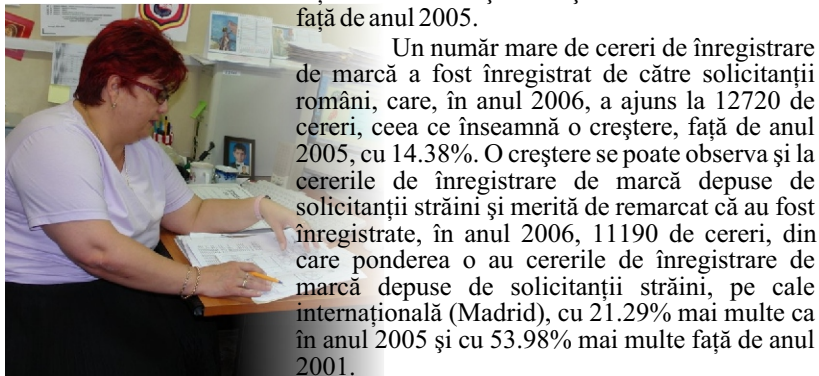 față de anul 2005.
Un număr mare de cereri de înregistrare
de marcă a fost înregistrat de către solicitanții
români, care, în anul 2006, a ajuns la 12720 de
cereri, ceea ce înseamnă o creştere, față de anul
2005, cu 14.38%. O creştere se poate observa şi la
cererile de înregistrare de marcă depuse de
solicitanții străini şi merită de remarcat că au fost
înregistrate, în anul 2006, 11190 de cereri, din
care ponderea o au cererile de înregistrare de
marcă depuse de solicitanții străini, pe cale
internațională (Madrid), cu 21.29% mai multe ca
în anul 2005 şi cu 53.98% mai multe față de anul
2001.